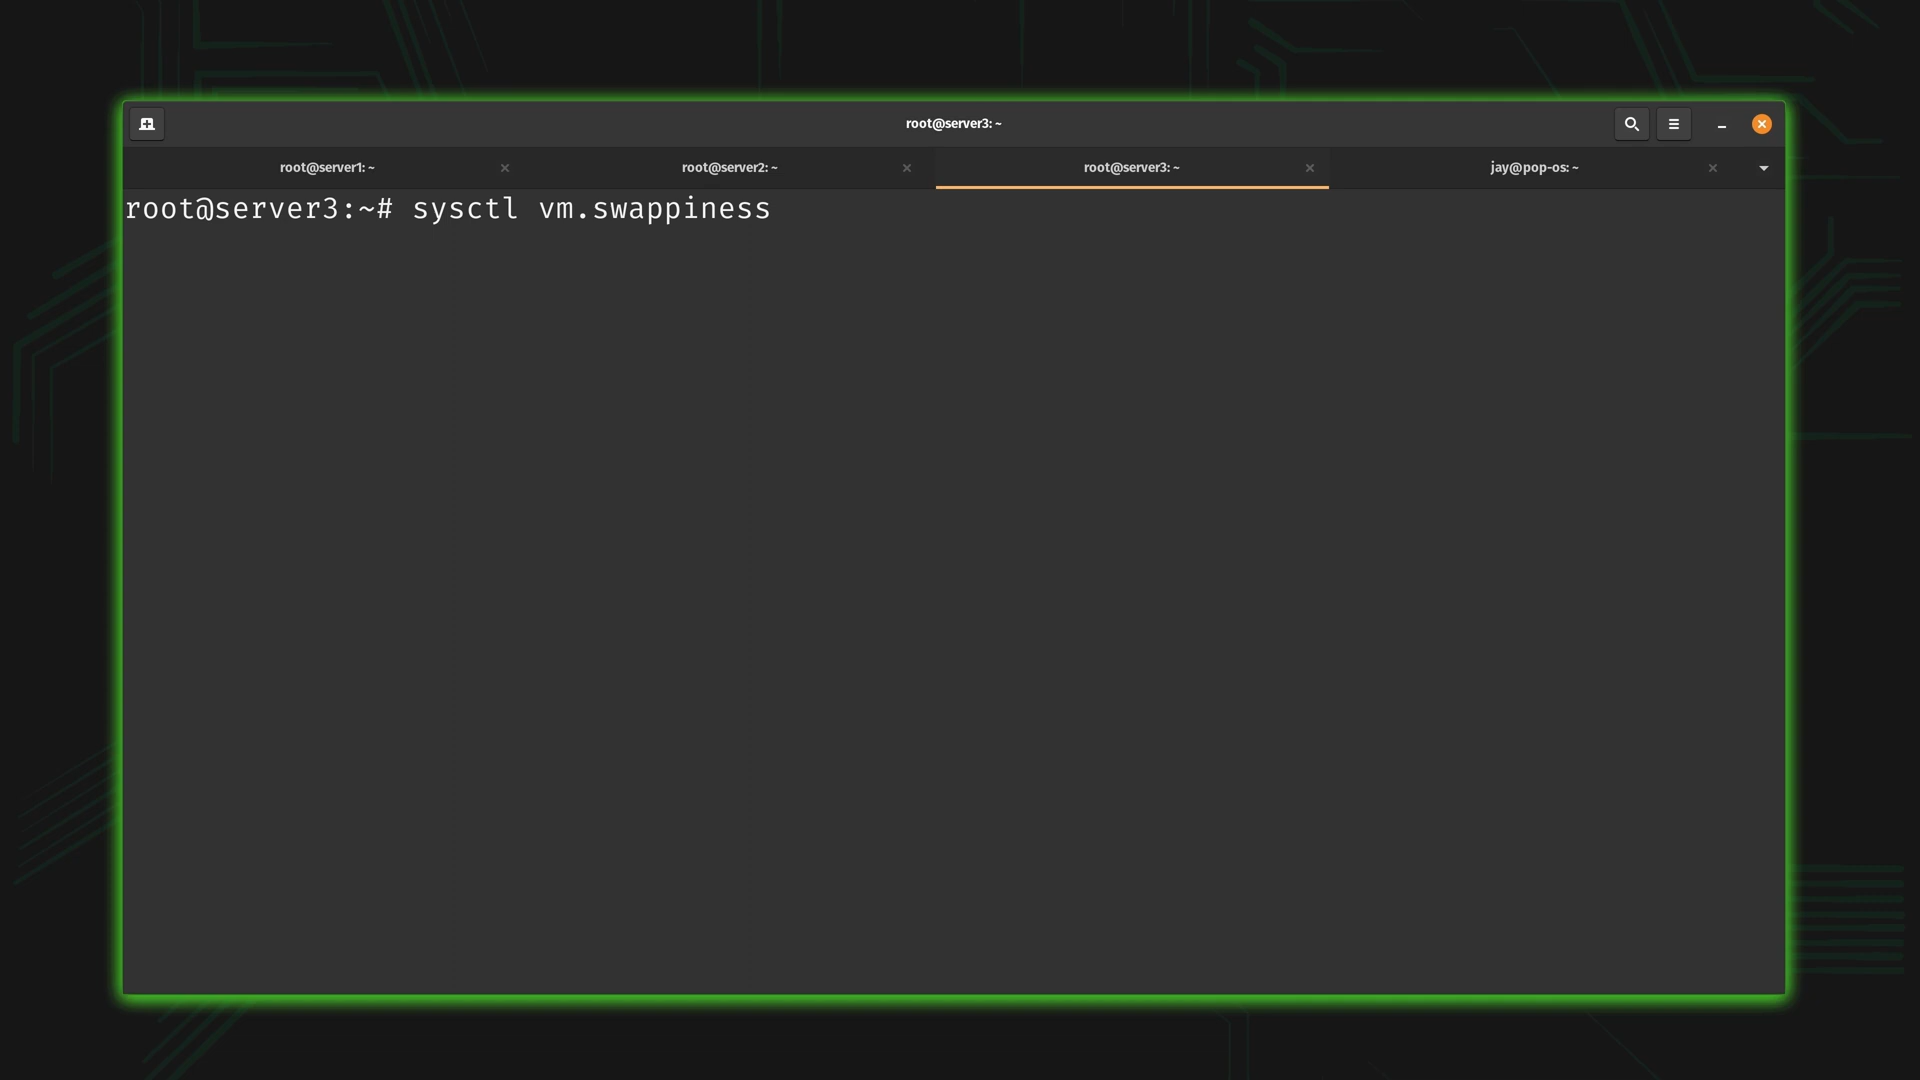 root@server3: ~
root@server1: ~
root@server2: ~
root@server3: ~
jay@pop-os: ~
root@server3:~# sysctl vm.swappiness